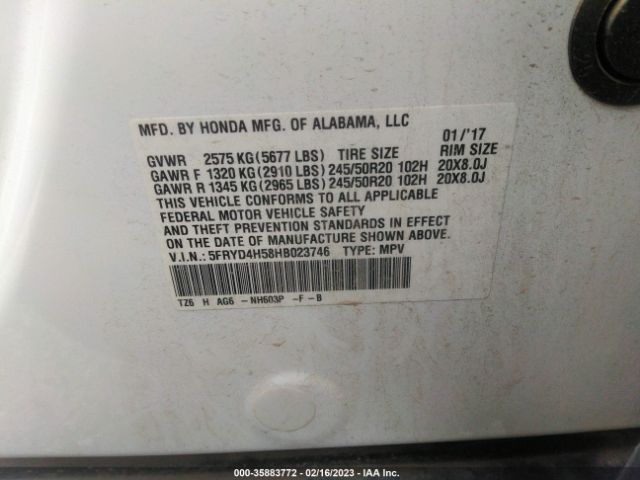 MFD. BY HONDA MFG. OF ALABAMA, LLC 01/'17
GVWR 2575 KG (5677 LBS) TIRE SIZE RIM SIZE
GAWR F 1320 KG (2910 LBS) 245/50R20 102H 20X8.0J
GAWR R 1345 KG (2965 LBS) 245/50R20 102H 20X8.0J
THIS VEHICLE CONFORMS TO ALL APPLICABLE
FEDERAL MOTOR VEHICLE SAFETY
AND THEFT PREVENTION STANDARDS IN EFFECT
ON THE DATE OF MANUFACTURE SHOWN ABOVE.
V.I.N.: 5FRYD4H58HB023746 TYPE: MPV
TZ6 H AG6 - NH603P - F - B
000-35883772 - 02/16/2023 - IAA Inc.